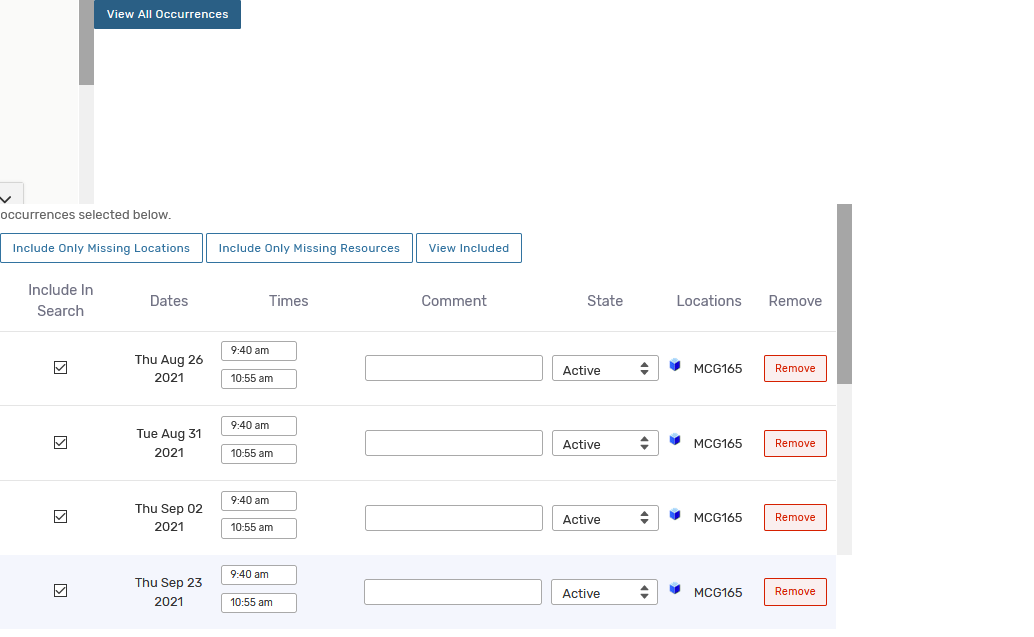 View All Occurrences
occurrences selected below.
Include Only Missing Locations Include Only Missing Resources View Included
Include In
Search
Dates Times Comment State Locations Remove
Thu Aug 26
2021
9:40 am
10:55 am
Active MCG165 Remove
Tue Aug 31
2021
9:40 am
10:55 am
Active MCG165 Remove
Thu Sep 02
2021
9:40 am
10:55 am
Active MCG165 Remove
Thu Sep 23
2021
9:40 am
10:55 am
Active MCG165 Remove